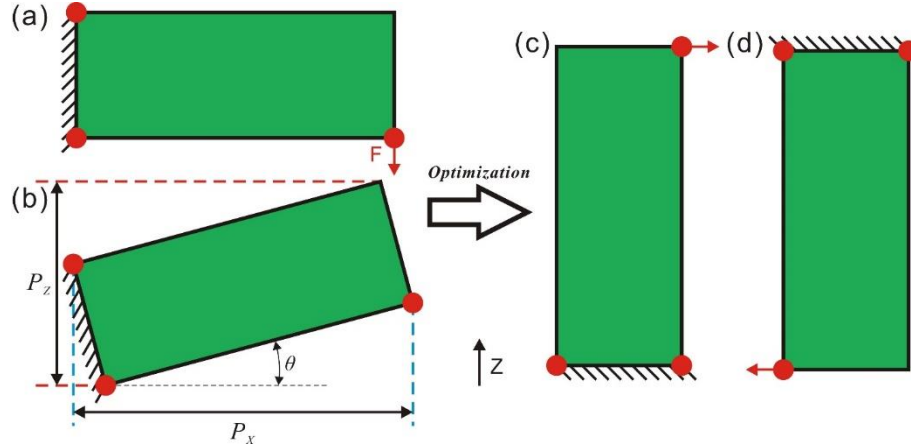 (a)
F
(b)
P_Z
θ
P_X
Optimization
(c)
(d)
Z